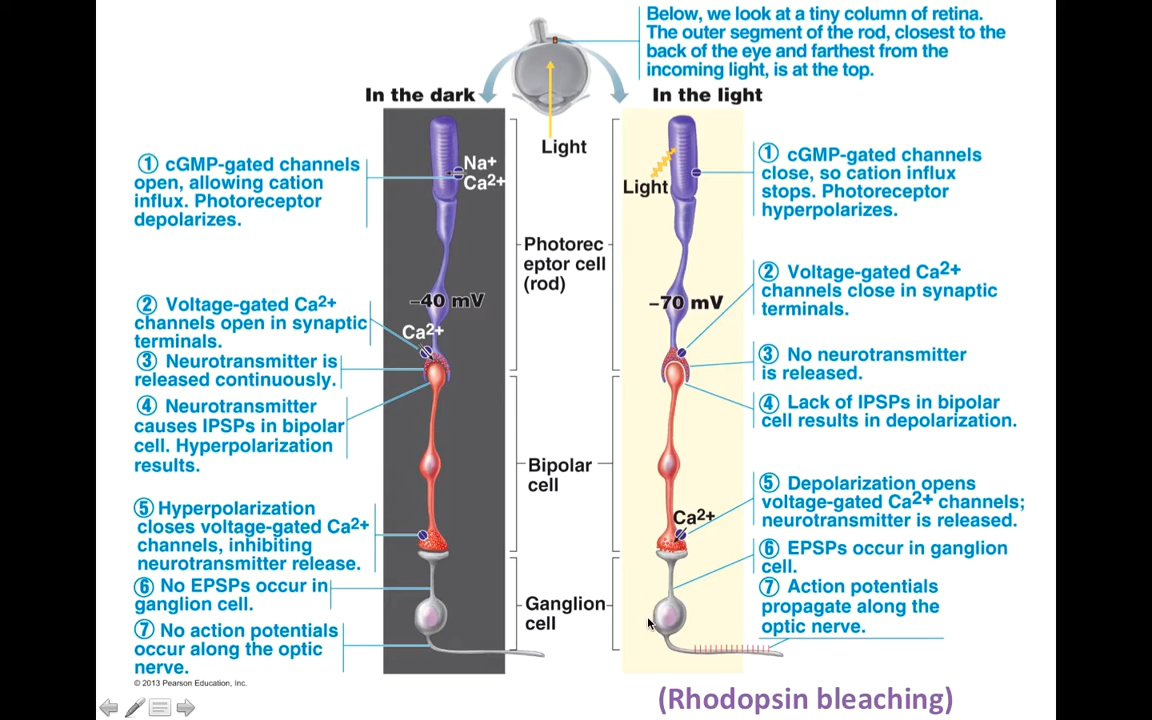 Below, we look at a tiny column of retina.
The outer segment of the rod, closest to the
back of the eye and farthest from the
incoming light, is at the top.
In the dark
In the light
Light
① cGMP-gated channels
open, allowing cation
influx. Photoreceptor
depolarizes.
Na+
Ca2+
② Voltage-gated Ca2+
channels open in synaptic
terminals.
-40 mV
Ca2+
③ Neurotransmitter is
released continuously.
④ Neurotransmitter
causes IPSPs in bipolar
cell. Hyperpolarization
results.
⑤ Hyperpolarization
closes voltage-gated Ca2+
channels, inhibiting
neurotransmitter release.
⑥ No EPSPs occur in
ganglion cell.
⑦ No action potentials
occur along the optic
nerve.
Photorec
eptor cell
(rod)
Bipolar
cell
Ganglion
cell
Light
-70 mV
Ca2+
① cGMP-gated channels
close, so cation influx
stops. Photoreceptor
hyperpolarizes.
② Voltage-gated Ca2+
channels close in synaptic
terminals.
③ No neurotransmitter
is released.
④ Lack of IPSPs in bipolar
cell results in depolarization.
⑤ Depolarization opens
voltage-gated Ca2+ channels;
neurotransmitter is released.
⑥ EPSPs occur in ganglion
cell.
⑦ Action potentials
propagate along the
optic nerve.
© 2013 Pearson Education, Inc.
(Rhodopsin bleaching)